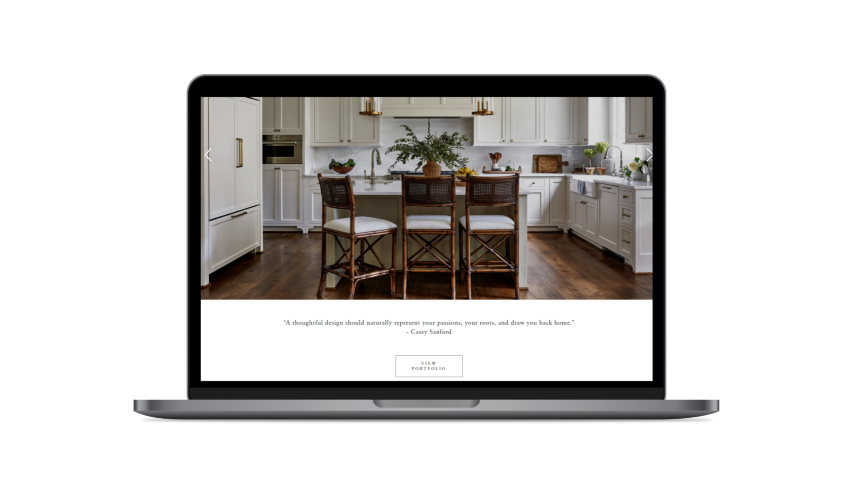 "A thoughtful design should naturally represent your passions, your roots, and draw you back home."
- Casey Sanford
VIEW
PORTFOLIO